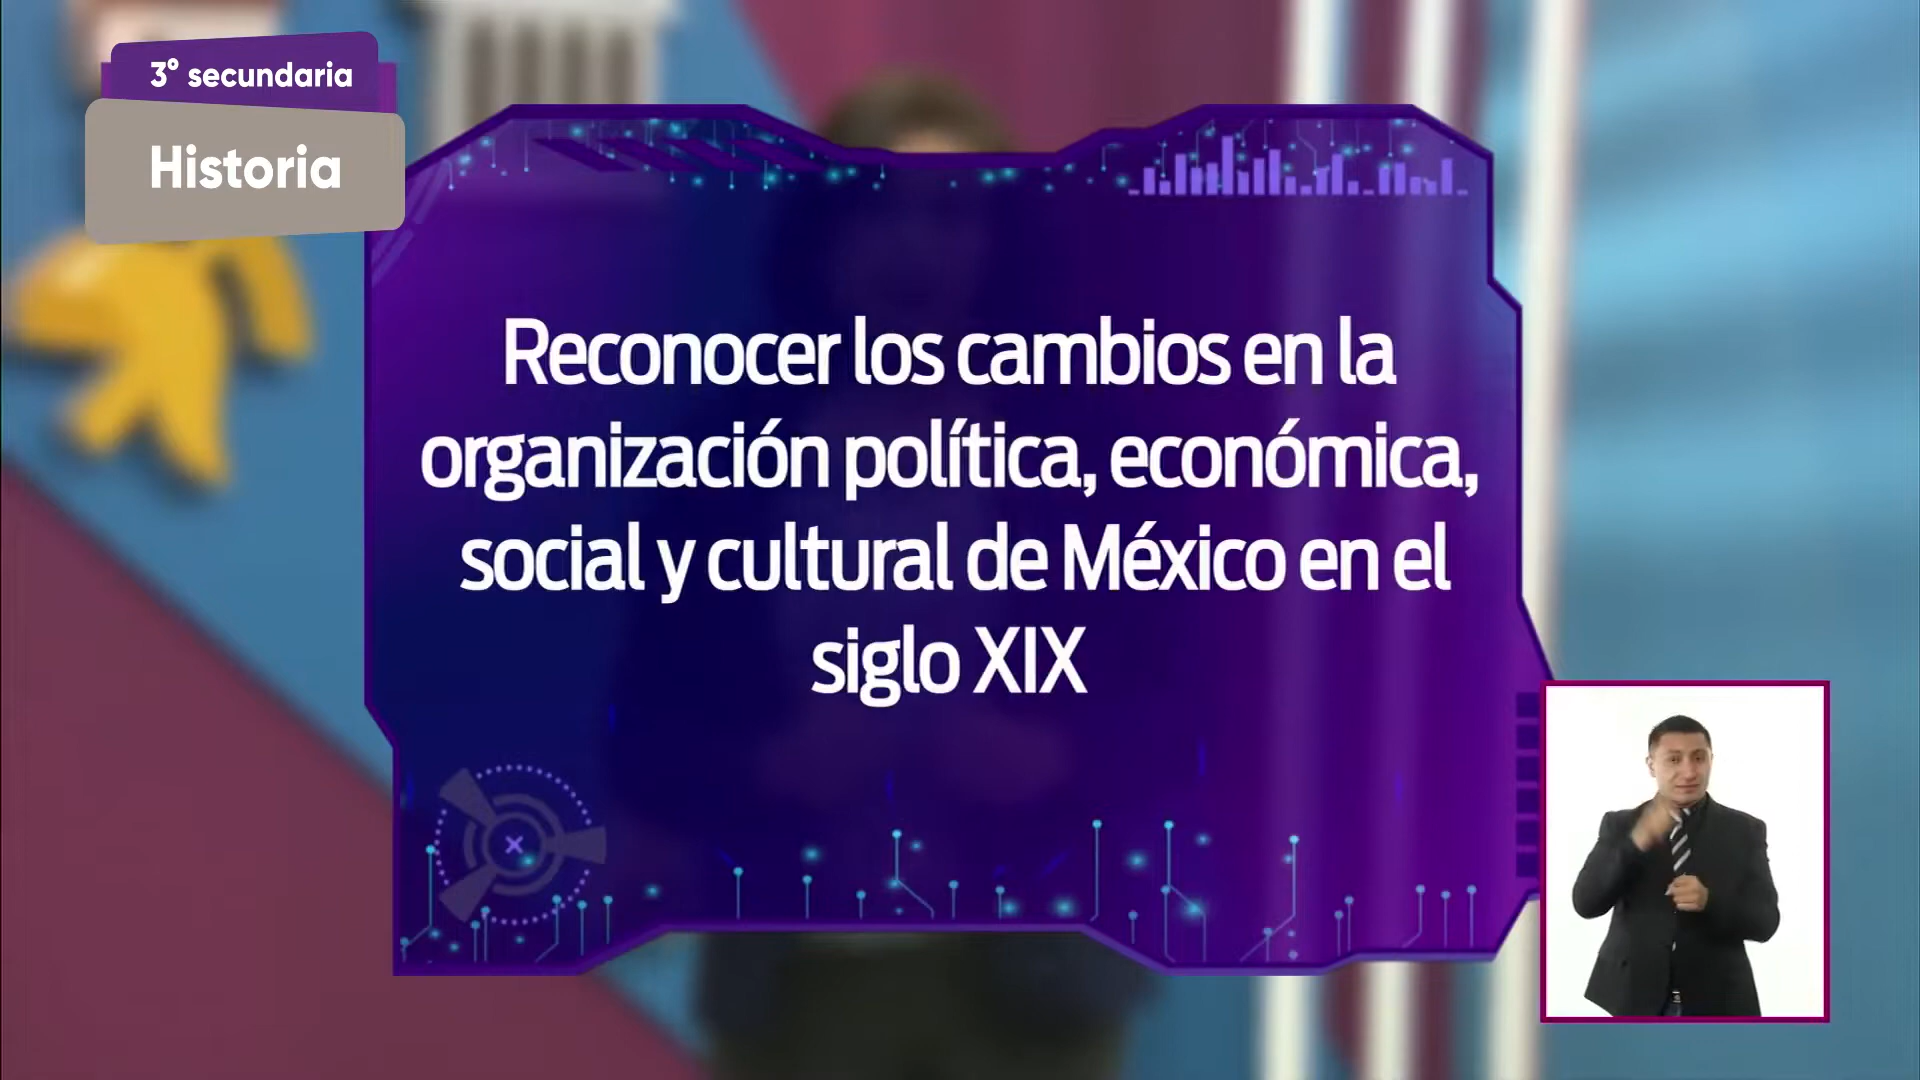 3° secundaria
Historia
Reconocer los cambios en la
organización política, económica,
social y cultural de México en el
siglo XIX